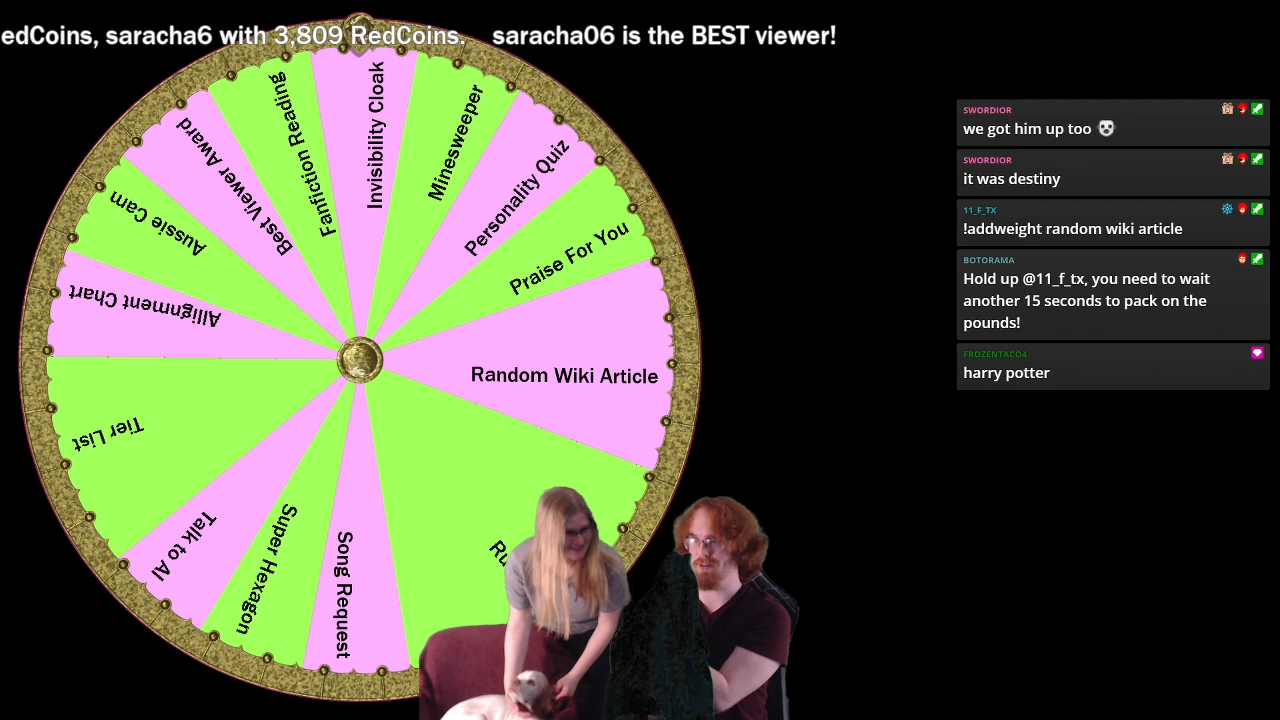 edCoins, saracha6 with 3,809 RedCoins. saracha06 is the BEST viewer!
Invisibility Cloak
Minesweeper
Personality Quiz
Praise For You
Random Wiki Article
Ru
Song Request
Super Hexagon
Talk to AI
Tier List
Allignment Chart
Aussie Cam
Best Viewer Award
Fanfiction Reading
SWORDIOR
we got him up too
SWORDIOR
it was destiny
11_F_TX
!addweight random wiki article
BOTORAMA
Hold up @11_f_tx, you need to wait
another 15 seconds to pack on the
pounds!
FROZENTACO4
harry potter